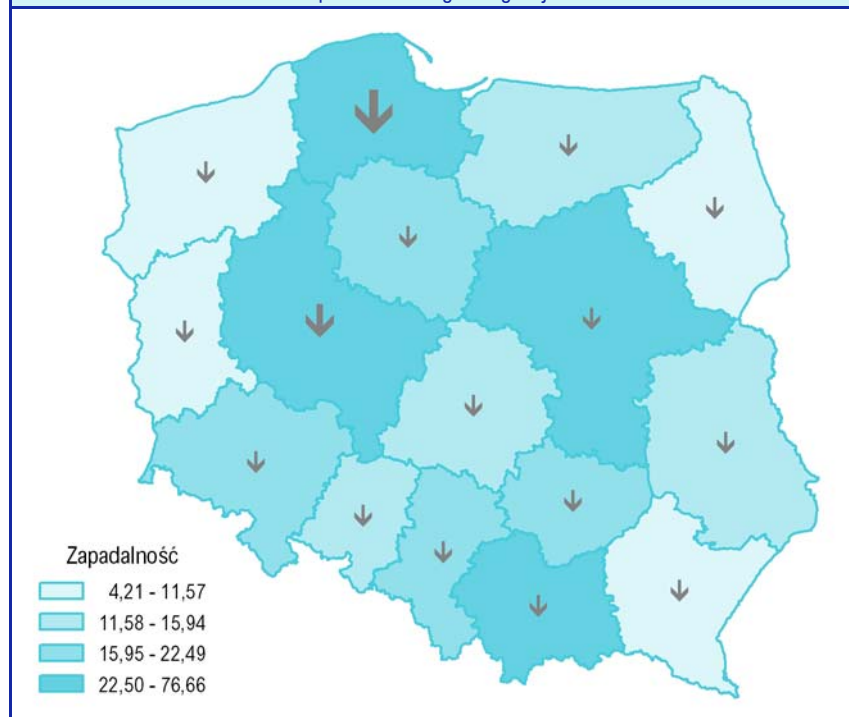 Zapadalność
4,21 - 11,57
11,58 - 15,94
15,95 - 22,49
22,50 - 76,66